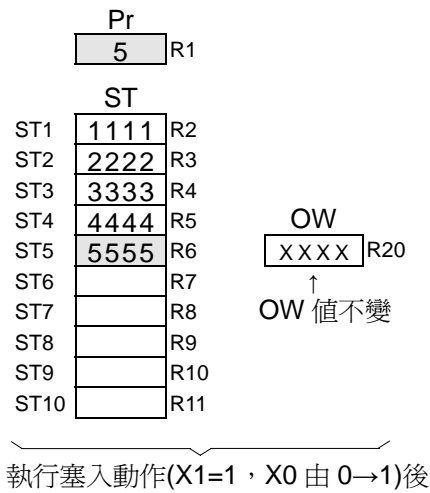 Pr
5 R1
ST
ST1 1111 R2
ST2 2222 R3
ST3 3333 R4
ST4 4444 R5
OW
ST5 5555 R6 XXXX R20
ST6 R7 ↑
ST7 R8 OW 值不變
ST8 R9
ST9 R10
ST10 R11
執行塞入動作(X1=1，X0 由 0→1)後